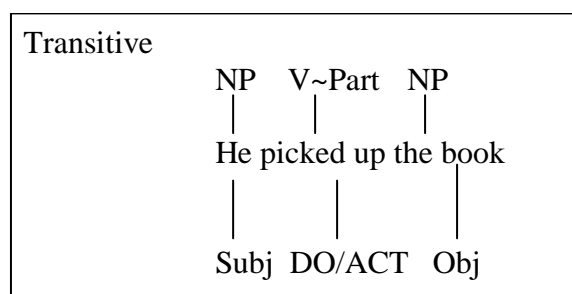 Transitive
NP V~Part NP
He picked up the book
Subj DO/ACT Obj